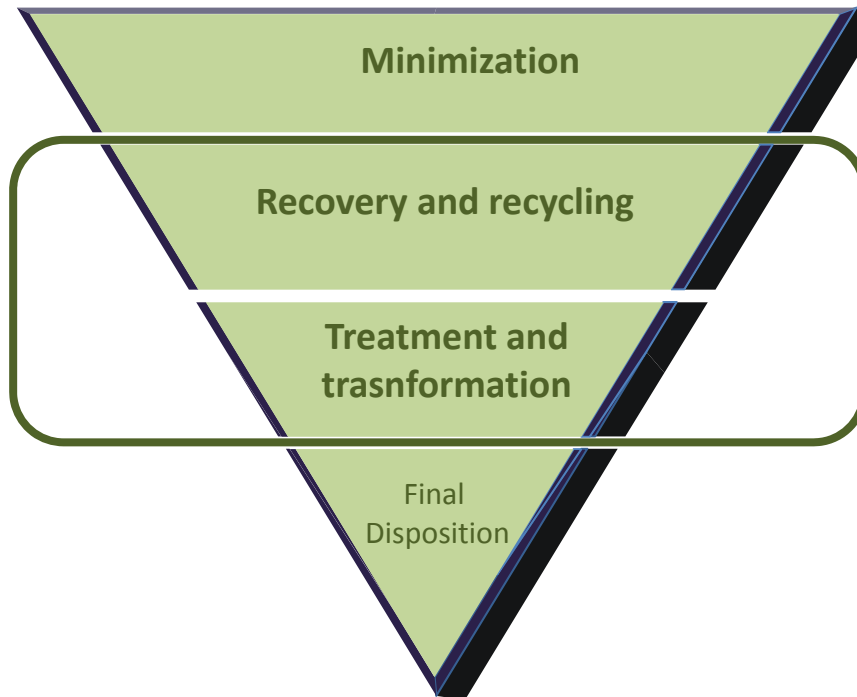 Minimization
Recovery and recycling
Treatment and
trasnformation
Final
Disposition